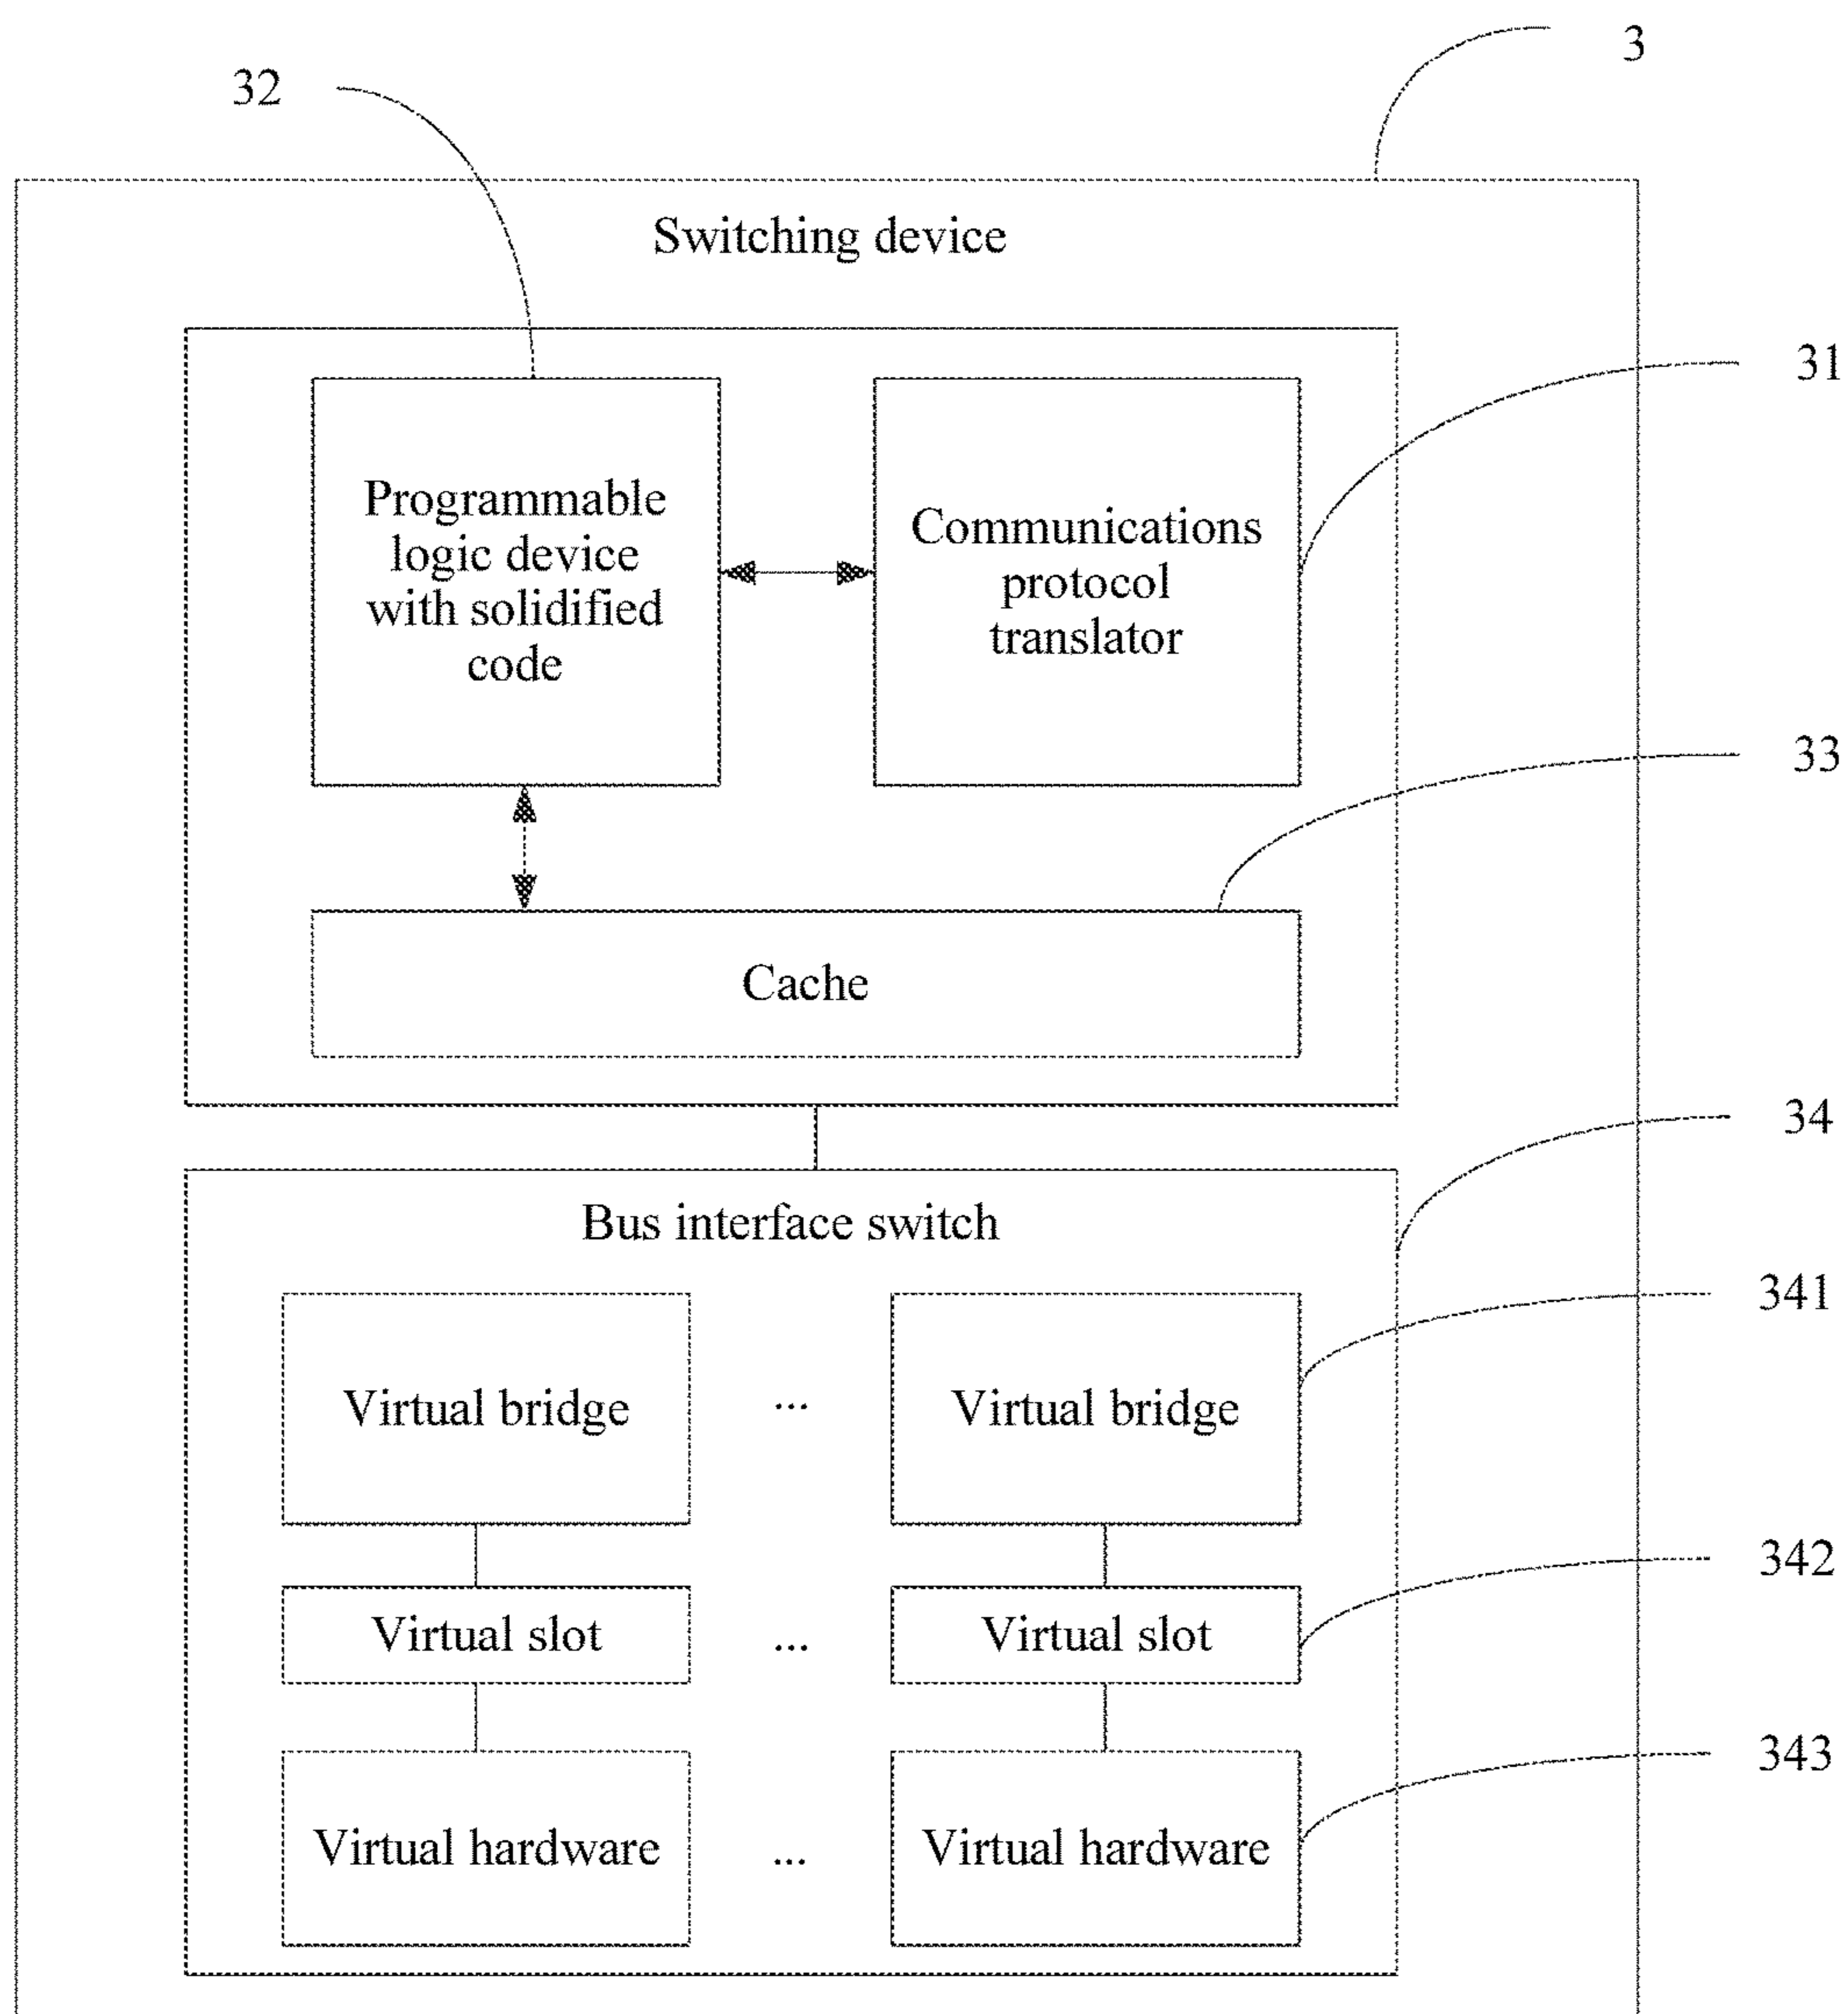 3
32
Switching device
31
Programmable
logic device
with solidified
code
Communications
protocol
translator
33
Cache
34
Bus interface switch
341
Virtual bridge ... Virtual bridge
342
Virtual slot ... Virtual slot
343
Virtual hardware ... Virtual hardware